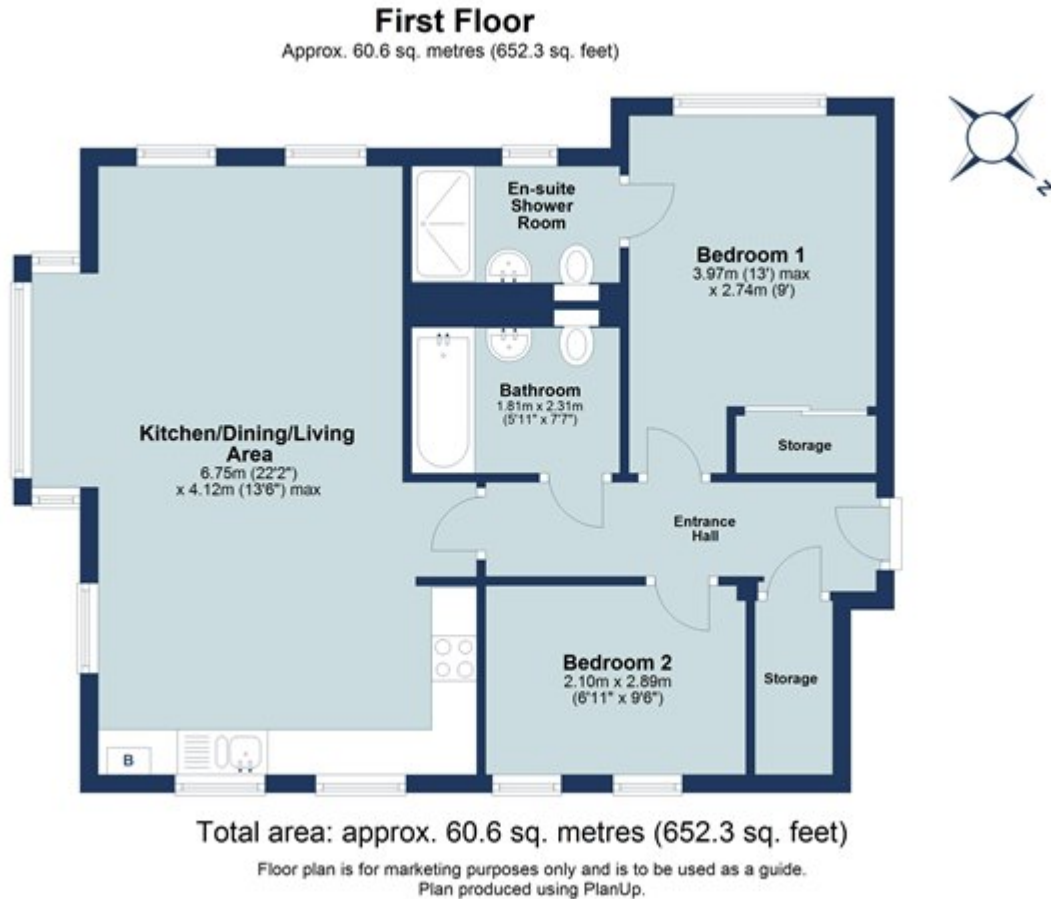 First Floor
Approx. 60.6 sq. metres (652.3 sq. feet)
N
En-suite
Shower
Room
Bedroom 1
3.97m (13') max
x 2.74m (9')
Bathroom
1.81m x 2.31m
(5'11" x 7'7")
Storage
Kitchen/Dining/Living
Area
6.75m (22'2")
x 4.12m (13'6") max
Entrance
Hall
Bedroom 2
2.10m x 2.89m
(6'11" x 9'6")
Storage
B
Total area: approx. 60.6 sq. metres (652.3 sq. feet)
Floor plan is for marketing purposes only and is to be used as a guide.
Plan produced using PlanUp.